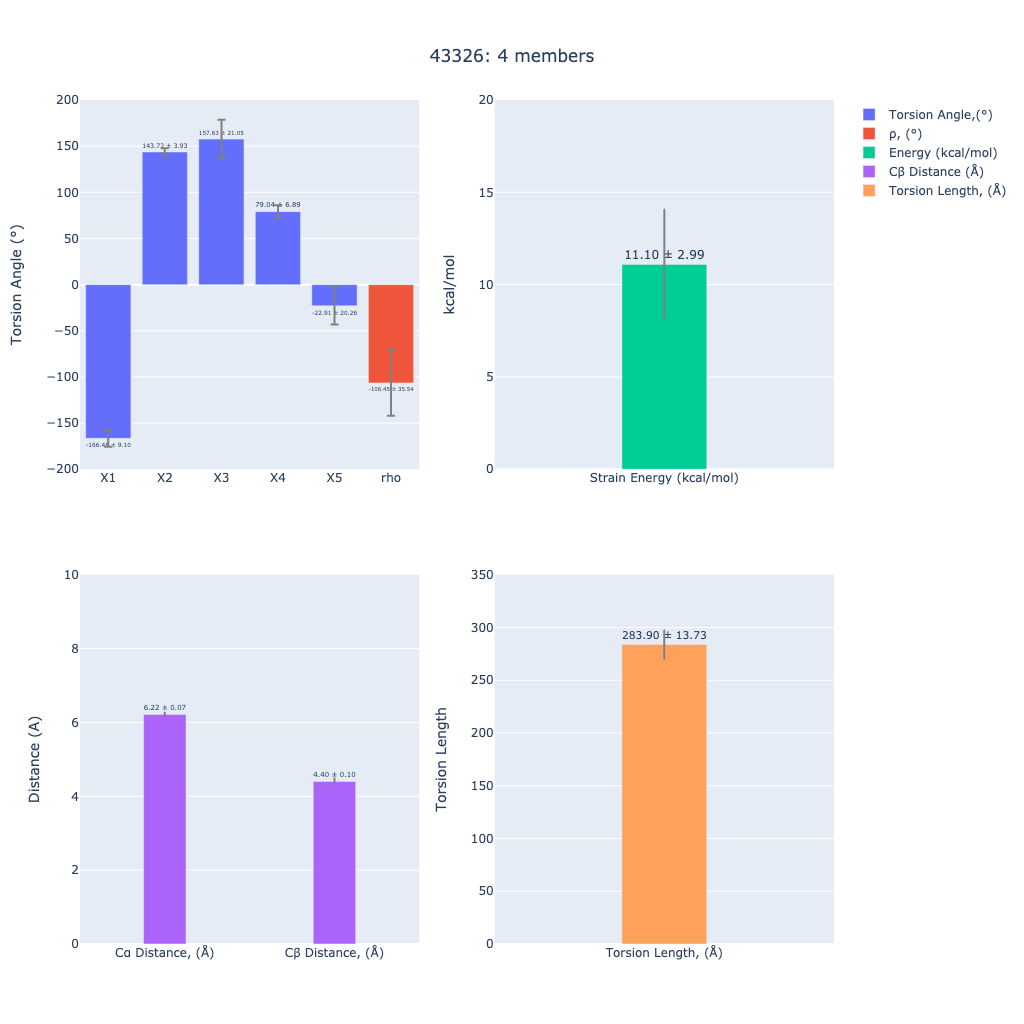 43326: 4 members
Torsion Angle (°)
200
150
100
50
0
−50
−100
−150
−200
143.72 ± 3.93
157.63 ± 21.05
79.04 ± 6.89
-22.91 ± 20.26
-106.45 ± 35.54
± 9.10
X1 X2 X3 X4 X5 rho
kcal/mol
20
15
10
5
0
11.10 ± 2.99
Strain Energy (kcal/mol)
Torsion Angle,(°)
ρ, (°)
Energy (kcal/mol)
Cβ Distance (Å)
Torsion Length, (Å)
Distance (A)
10
8
6
4
2
0
6.22 ± 0.07
4.40 ± 0.10
Cα Distance, (Å) Cβ Distance, (Å)
Torsion Length
350
300
250
200
150
100
50
0
283.90 ± 13.73
Torsion Length, (Å)